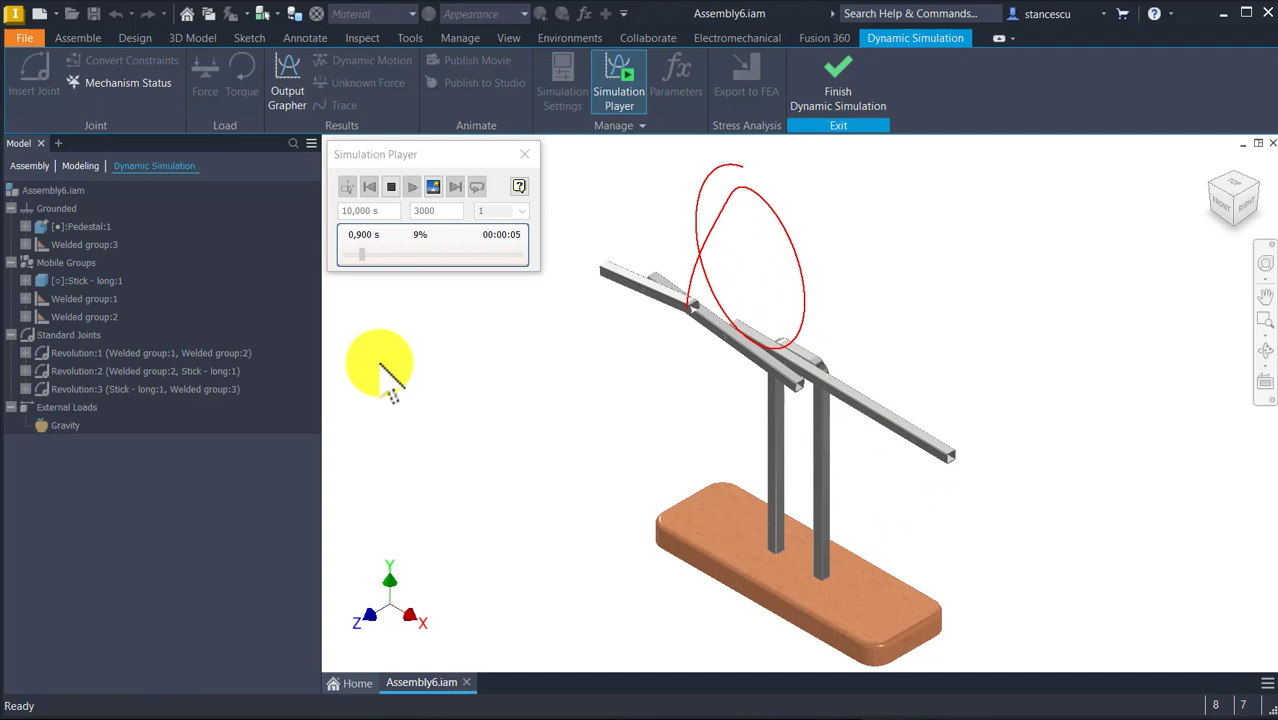 Material
Appearance
Assembly6.iam
Search Help & Commands...
stancescu
File
Assemble
Design
3D Model
Sketch
Annotate
Inspect
Tools
Manage
View
Environments
Collaborate
Electromechanical
Fusion 360
Dynamic Simulation
Insert Joint
Convert Constraints
Mechanism Status
Joint
Force
Torque
Load
Output
Grapher
Dynamic Motion
Unknown Force
Trace
Results
Publish Movie
Publish to Studio
Animate
Simulation
Settings
Simulation
Player
fx
Parameters
Manage
Export to FEA
Stress Analysis
Finish
Dynamic Simulation
Exit
Model
Assembly
Modeling
Dynamic Simulation
Assembly6.iam
Grounded
[●]:Pedestal:1
Welded group:3
Mobile Groups
[○]:Stick - long:1
Welded group:1
Welded group:2
Standard Joints
Revolution:1 (Welded group:1, Welded group:2)
Revolution:2 (Welded group:2, Stick - long:1)
Revolution:3 (Stick - long:1, Welded group:3)
External Loads
Gravity
Simulation Player
10,000 s
3000
1
0,900 s
9%
00:00:05
TOP
FRONT
RIGHT
Y
Z
X
Home
Assembly6.iam
Ready
8
7